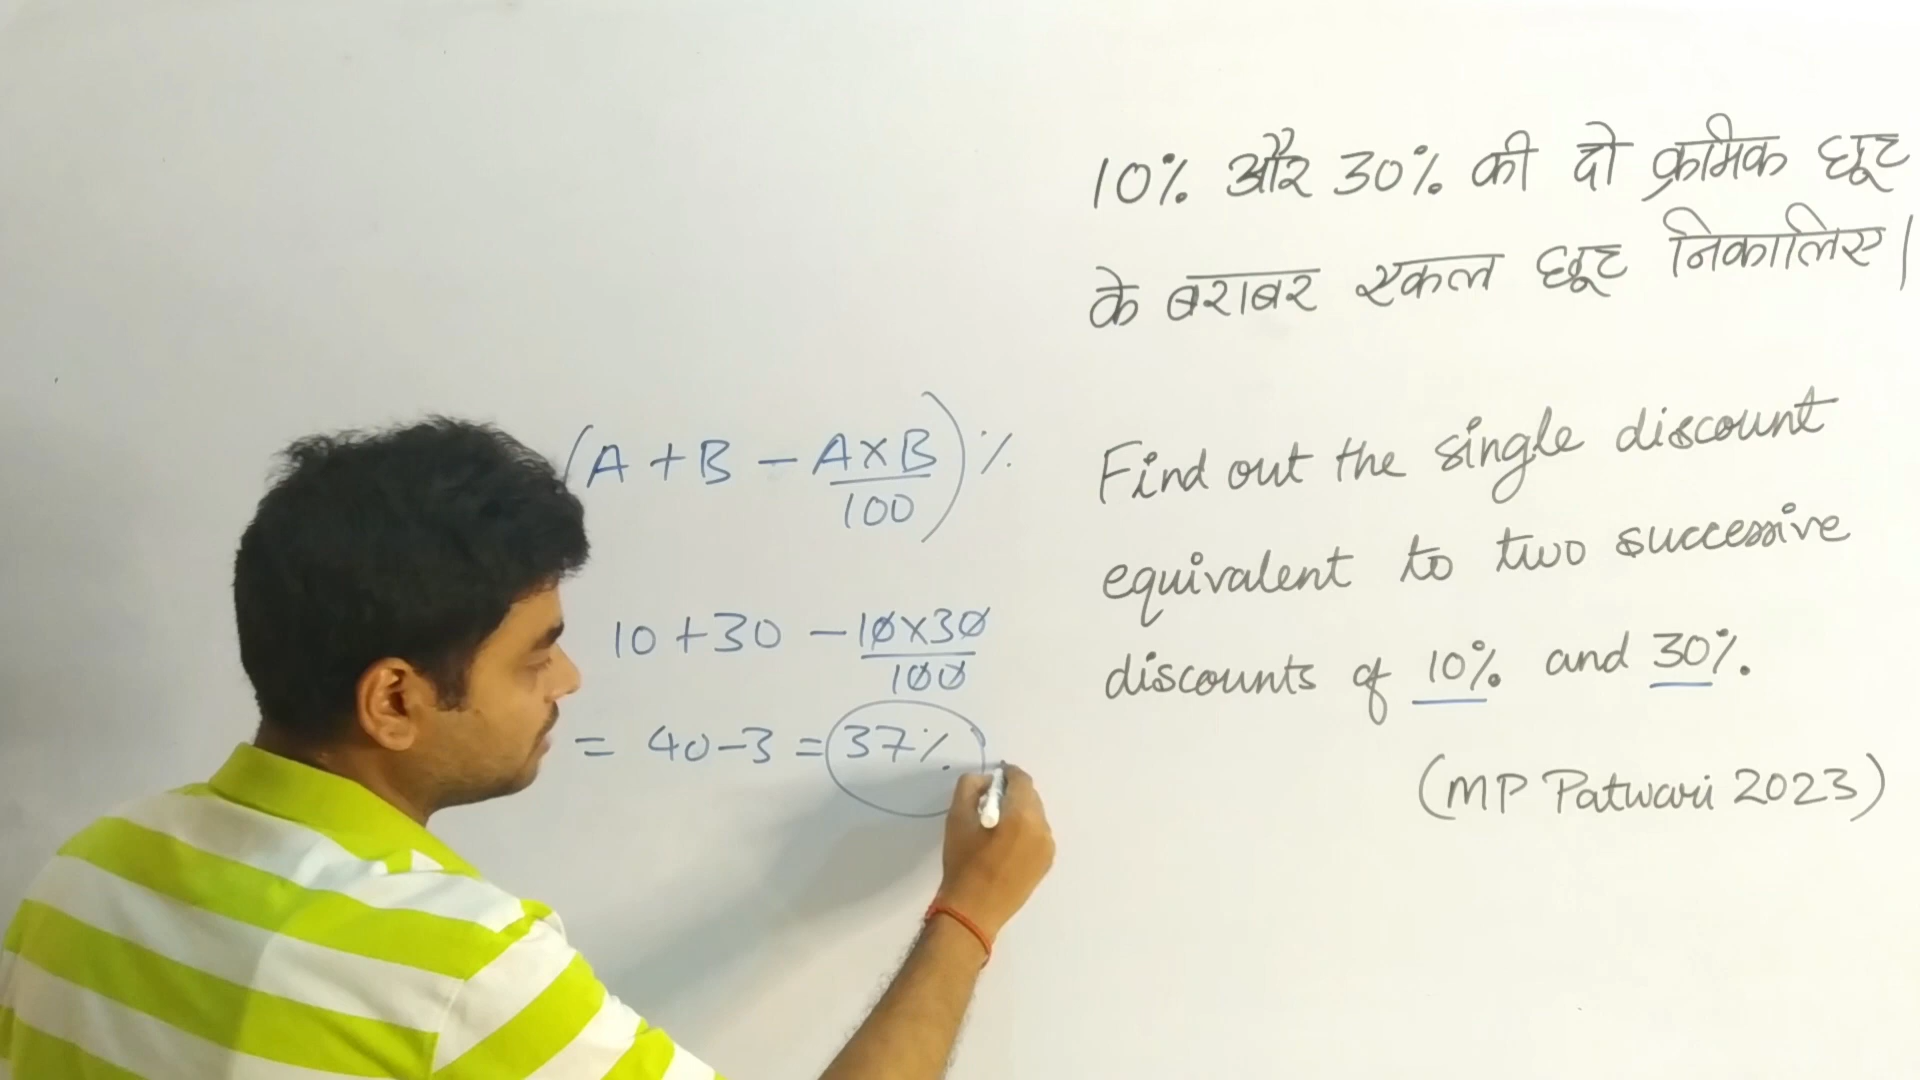 10% और 30% की दो क्रमिक छूट
के बराबर एकल छूट निकालिए|
Find out the single discount
equivalent to two successive
discounts of 10% and 30%.
(MP Patwari 2023)
(A + B - A×B/100)%
10 + 30 - 10×30/100
= 40-3 = 37%